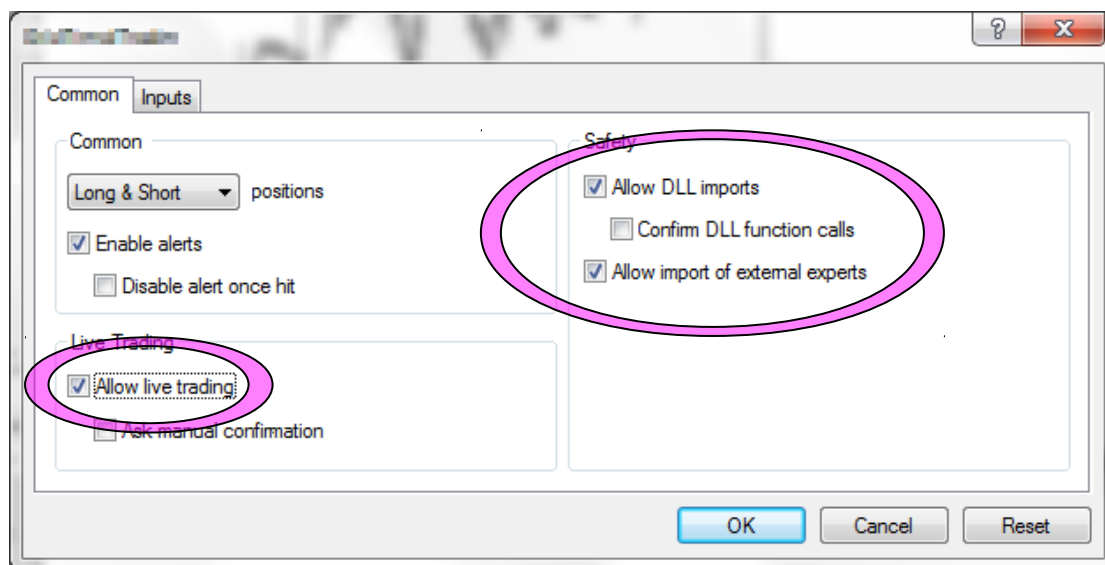 Common
Inputs
Common
Long & Short
positions
Enable alerts
Disable alert once hit
Live Trading
Allow live trading
Ask manual confirmation
Safety
Allow DLL imports
Confirm DLL function calls
Allow import of external experts
OK
Cancel
Reset